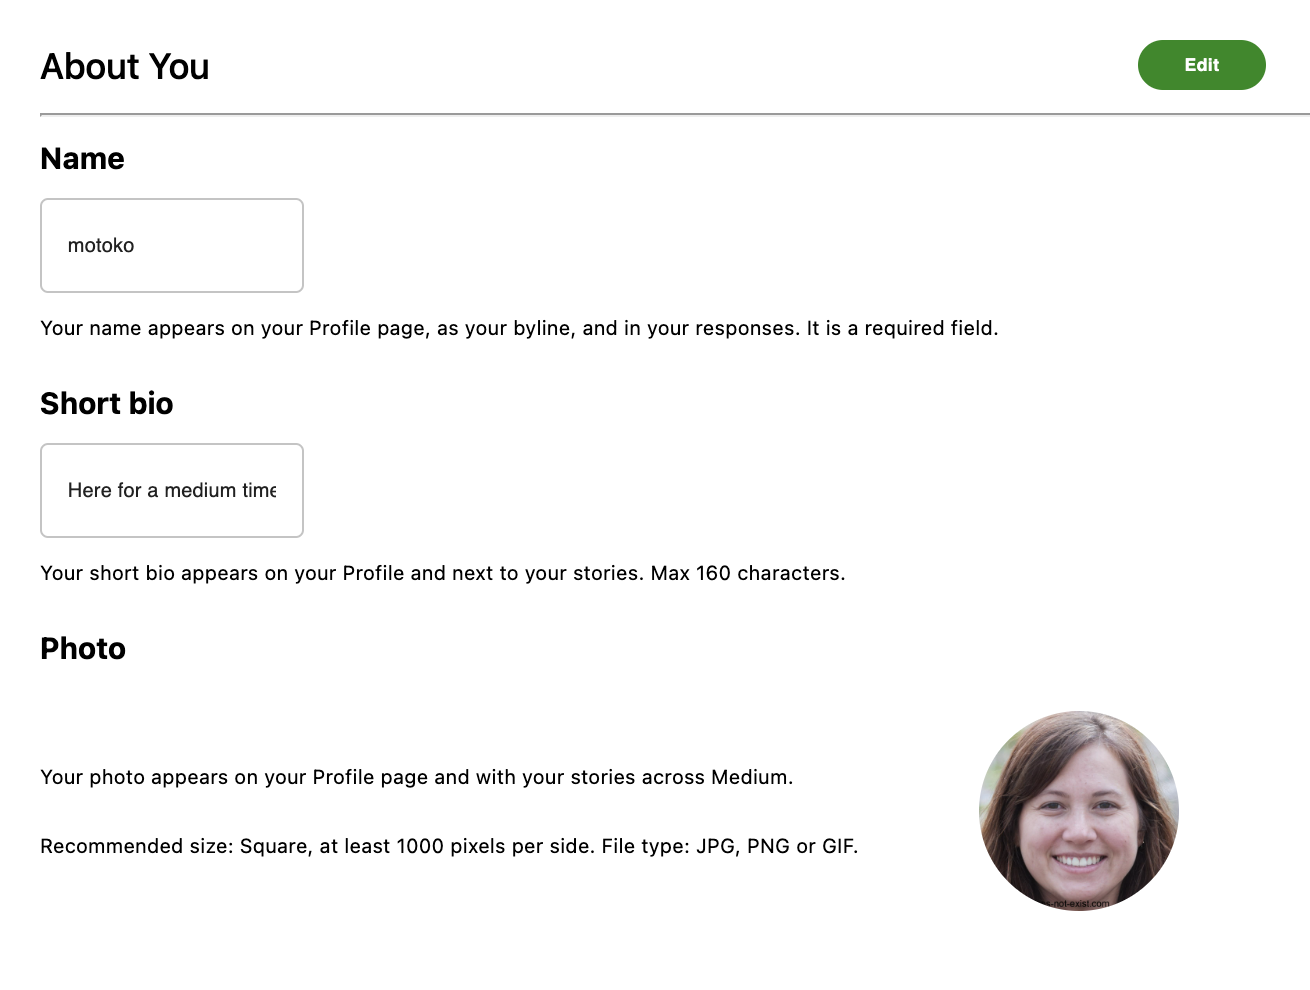 About You
Edit
Name
motoko
Your name appears on your Profile page, as your byline, and in your responses. It is a required field.
Short bio
Here for a medium time
Your short bio appears on your Profile and next to your stories. Max 160 characters.
Photo
Your photo appears on your Profile page and with your stories across Medium.
Recommended size: Square, at least 1000 pixels per side. File type: JPG, PNG or GIF.
-not-exist.com